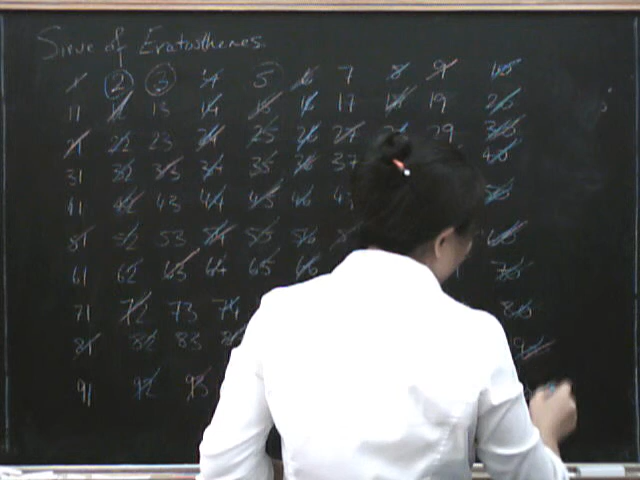 Sieve of Eratosthenes
1 2 3 4 5 6 7 8 9 10
11 12 13 14 15 16 17 18 19 20
21 22 23 24 25 26 27 29 30
31 32 33 34 35 36 37 40
41 42 43 44 45 46
51 52 53 54 55 56 60
61 62 63 64 65 66 70
71 72 73 74 80
81 82 83 90
91 92 93